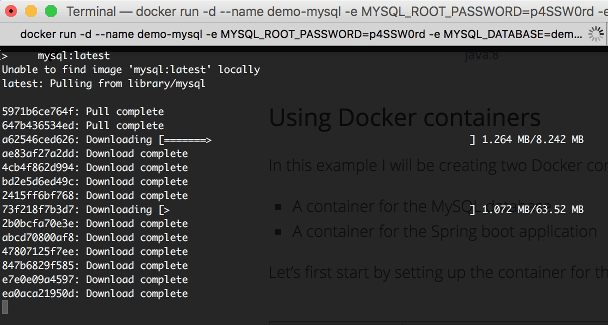 Terminal — docker run -d --name demo-mysql -e MYSQL_ROOT_PASSWORD=p4SSW0rd -e MYSQL_
docker run -d --name demo-mysql -e MYSQL_ROOT_PASSWORD=p4SSW0rd -e MYSQL_DATABASE=dem...
> mysql:latest
java:8
Unable to find image 'mysql:latest' locally
latest: Pulling from library/mysql
5971b6ce764f: Pull complete
647b436534ed: Pull complete
Using Docker containers
a62546ced626: Downloading [=======> ] 1.264 MB/8.242 MB
ae83af27a2dd: Download complete
4cb4f862d994: Download complete
In this example I will be creating two Docker con
bd2e5d6ed49c: Download complete
2415ff6bf768: Download complete
73f218f7b3d7: Downloading [> ] 1.072 MB/63.52 MB
A container for the MySQL
2b0bcfa70e3e: Download complete
abcd70800af8: Download complete
A container for the Spring boot application
47807125f7ee: Download complete
847b6829f585: Download complete
e7e0e09a4597: Download complete
Let's first start by setting up the container for th
ea0aca21950d: Download complete